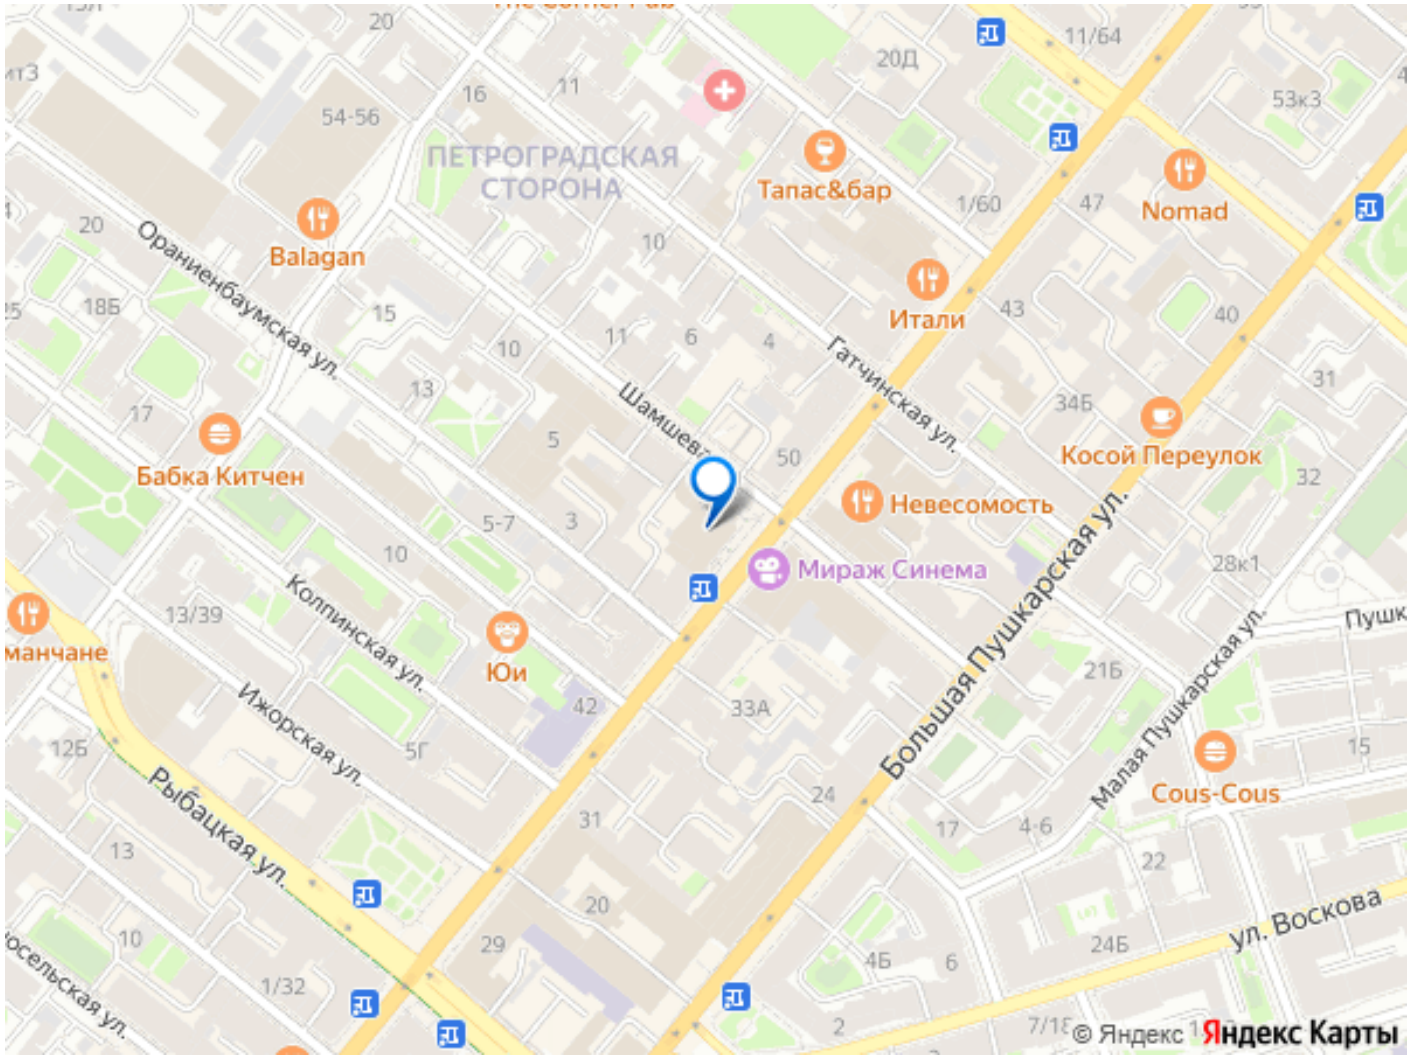 20
11/64
20Д
16
11
54-56
53к3
ПЕТРОГРАДСКАЯ
СТОРОНА
Тапас&бар
Nomad
1/60
47
20
Balagan
10
Ораниенбаумская ул.
18Б
15
11
6
4
Итали
43
40
10
13
Гатчинская ул.
31
34Б
17
Шамшева
Бабка Китчен
5
50
Косой Переулок
32
5-7
3
Невесомость
10
Мираж Синема
28к1
Колпинская ул.
13/39
Большая Пушкарская ул.
Юи
21Б
Малая Пушкарская ул.
42
33А
Ижорская ул.
12Б
5Г
15
Cous-Cous
Рыбацкая ул.
24
31
17
4-6
22
13
20
ул. Воскова
10
29
24Б
4Б
6
1/32
2
© Яндекс
Яндекс Карты